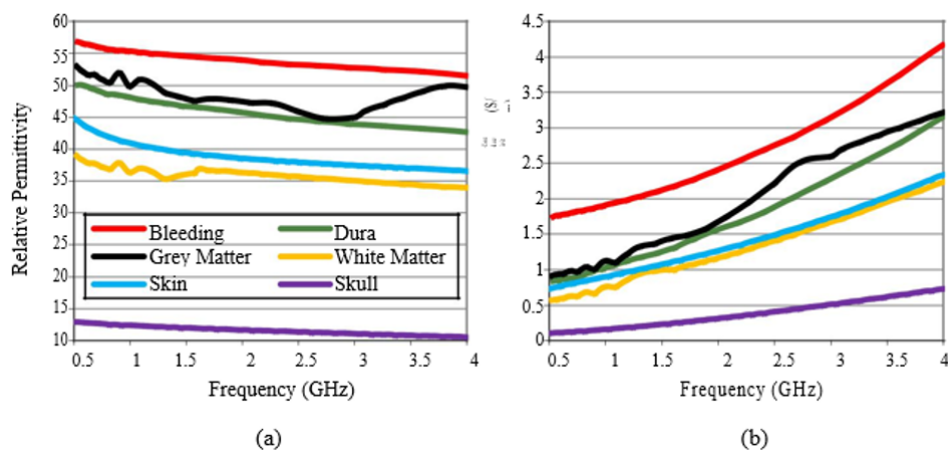 60
55
50
45
40
35
30
25
20
15
10
Relative Permittivity
Bleeding
Dura
Grey Matter
White Matter
Skin
Skull
0.5 1 1.5 2 2.5 3 3.5 4
Frequency (GHz)
(a)
4.5
4
3.5
3
2.5
2
1.5
1
0.5
0
(S/
0.5 1 1.5 2 2.5 3 3.5 4
Frequency (GHz)
(b)